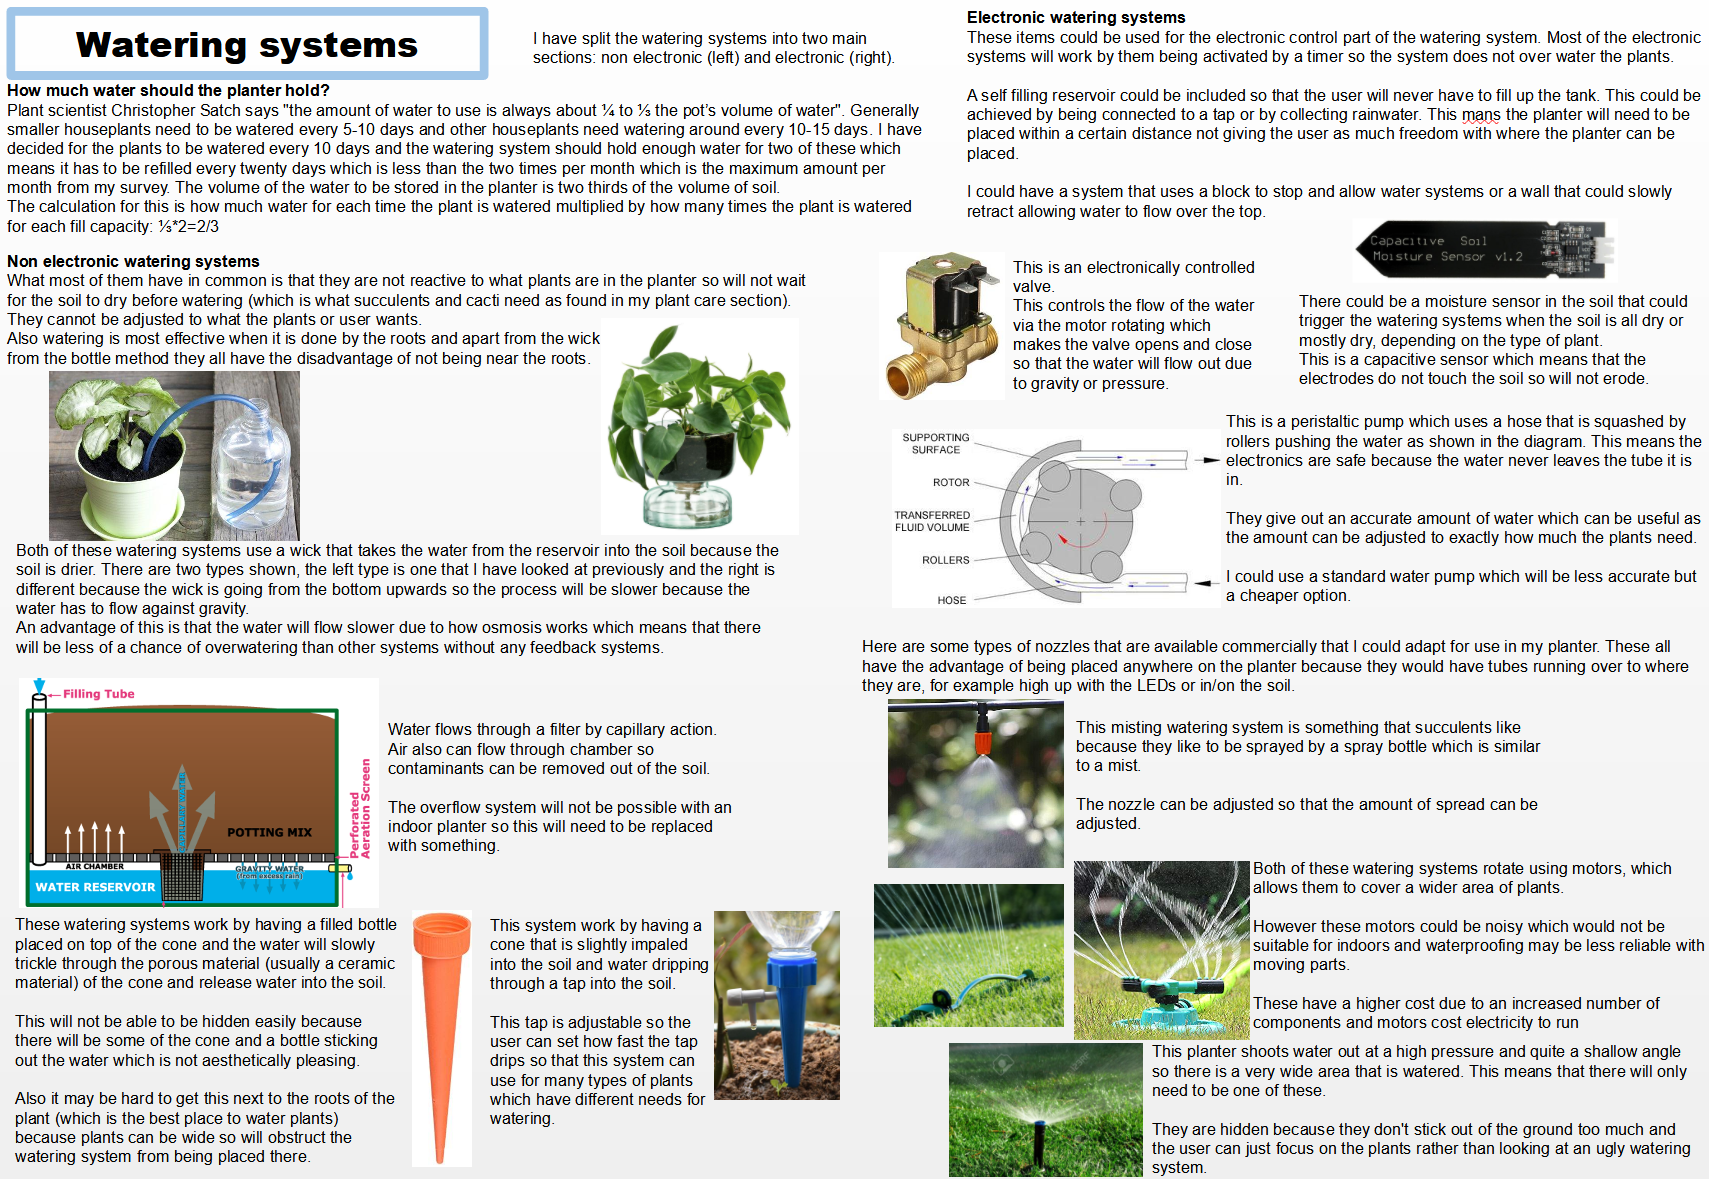 Watering systems
I have split the watering systems into two main
sections: non electronic (left) and electronic (right).
How much water should the planter hold?
Plant scientist Christopher Satch says "the amount of water to use is always about ¼ to ⅓ the pot's volume of water". Generally
smaller houseplants need to be watered every 5-10 days and other houseplants need watering around every 10-15 days. I have
decided for the plants to be watered every 10 days and the watering system should hold enough water for two of these which
means it has to be refilled every twenty days which is less than the two times per month which is the maximum amount per
month from my survey. The volume of the water to be stored in the planter is two thirds of the volume of soil.
The calculation for this is how much water for each time the plant is watered multiplied by how many times the plant is watered
for each fill capacity: ⅓*2=2/3
Non electronic watering systems
What most of them have in common is that they are not reactive to what plants are in the planter so will not wait
for the soil to dry before watering (which is what succulents and cacti need as found in my plant care section).
They cannot be adjusted to what the plants or user wants.
Also watering is most effective when it is done by the roots and apart from the wick
from the bottle method they all have the disadvantage of not being near the roots.
Both of these watering systems use a wick that takes the water from the reservoir into the soil because the
soil is drier. There are two types shown, the left type is one that I have looked at previously and the right is
different because the wick is going from the bottom upwards so the process will be slower because the
water has to flow against gravity.
An advantage of this is that the water will flow slower due to how osmosis works which means that there
will be less of a chance of overwatering than other systems without any feedback systems.
Filling Tube
Perforated
Aeration Screen
POTTING MIX
AIR CHAMBER
GRAVITY WATER
(from excess rain)
WATER RESERVOIR
Water flows through a filter by capillary action.
Air also can flow through chamber so
contaminants can be removed out of the soil.
The overflow system will not be possible with an
indoor planter so this will need to be replaced
with something.
These watering systems work by having a filled bottle
placed on top of the cone and the water will slowly
trickle through the porous material (usually a ceramic
material) of the cone and release water into the soil.
This will not be able to be hidden easily because
there will be some of the cone and a bottle sticking
out the water which is not aesthetically pleasing.
Also it may be hard to get this next to the roots of the
plant (which is the best place to water plants)
because plants can be wide so will obstruct the
watering system from being placed there.
This system work by having a
cone that is slightly impaled
into the soil and water dripping
through a tap into the soil.
This tap is adjustable so the
user can set how fast the tap
drips so that this system can
use for many types of plants
which have different needs for
watering.
Electronic watering systems
These items could be used for the electronic control part of the watering system. Most of the electronic
systems will work by them being activated by a timer so the system does not over water the plants.
A self filling reservoir could be included so that the user will never have to fill up the tank. This could be
achieved by being connected to a tap or by collecting rainwater. This mans the planter will need to be
placed within a certain distance not giving the user as much freedom with where the planter can be
placed.
I could have a system that uses a block to stop and allow water systems or a wall that could slowly
retract allowing water to flow over the top.
Capacitive Soil
Moisture Sensor v1.2
This is an electronically controlled
valve.
This controls the flow of the water
via the motor rotating which
makes the valve opens and close
so that the water will flow out due
to gravity or pressure.
There could be a moisture sensor in the soil that could
trigger the watering systems when the soil is all dry or
mostly dry, depending on the type of plant.
This is a capacitive sensor which means that the
electrodes do not touch the soil so will not erode.
SUPPORTING
SURFACE
ROTOR
TRANSFERRED
FLUID VOLUME
ROLLERS
HOSE
This is a peristaltic pump which uses a hose that is squashed by
rollers pushing the water as shown in the diagram. This means the
electronics are safe because the water never leaves the tube it is
in.
They give out an accurate amount of water which can be useful as
the amount can be adjusted to exactly how much the plants need.
I could use a standard water pump which will be less accurate but
a cheaper option.
Here are some types of nozzles that are available commercially that I could adapt for use in my planter. These all
have the advantage of being placed anywhere on the planter because they would have tubes running over to where
they are, for example high up with the LEDs or in/on the soil.
This misting watering system is something that succulents like
because they like to be sprayed by a spray bottle which is similar
to a mist.
The nozzle can be adjusted so that the amount of spread can be
adjusted.
Both of these watering systems rotate using motors, which
allows them to cover a wider area of plants.
However these motors could be noisy which would not be
suitable for indoors and waterproofing may be less reliable with
moving parts.
These have a higher cost due to an increased number of
components and motors cost electricity to run
This planter shoots water out at a high pressure and quite a shallow angle
so there is a very wide area that is watered. This means that there will only
need to be one of these.
They are hidden because they don't stick out of the ground too much and
the user can just focus on the plants rather than looking at an ugly watering
system.